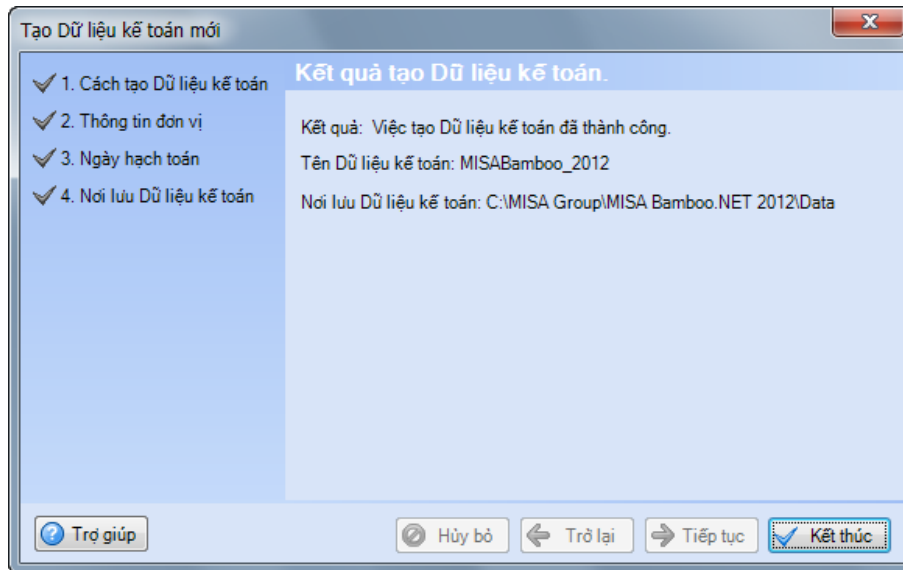 Tạo Dữ liệu kế toán mới
1. Cách tạo Dữ liệu kế toán
2. Thông tin đơn vị
3. Ngày hạch toán
4. Nơi lưu Dữ liệu kế toán
Kết quả tạo Dữ liệu kế toán.
Kết quả: Việc tạo Dữ liệu kế toán đã thành công.
Tên Dữ liệu kế toán: MISABamboo_2012
Nơi lưu Dữ liệu kế toán: C:\MISA Group\MISA Bamboo.NET 2012\Data
Trợ giúp
Hủy bỏ
Trở lại
Tiếp tục
Kết thúc